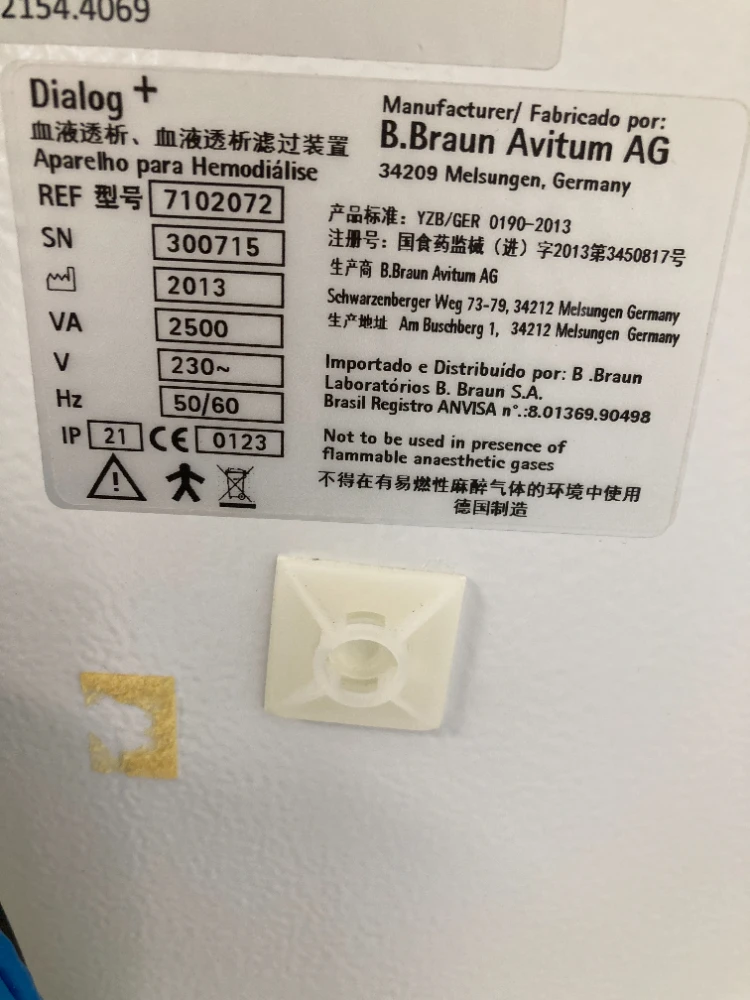 2154.4069
Dialog +
血液透析、血液透析滤过装置
Aparelho para Hemodiálise
REF 型号 7102072
SN 300715
2013
VA 2500
V 230~
Hz 50/60
IP 21 CE 0123
Manufacturer/ Fabricado por:
B.Braun Avitum AG
34209 Melsungen, Germany
产品标准：YZB/GER 0190-2013
注册号：国食药监械（进）字2013第3450817号
生产商 B.Braun Avitum AG
Schwarzenberger Weg 73-79, 34212 Melsungen Germany
生产地址 Am Buschberg 1, 34212 Melsungen Germany
Importado e Distribuído por: B .Braun
Laboratórios B. Braun S.A.
Brasil Registro ANVISA n°.:8.01369.90498
Not to be used in presence of
flammable anaesthetic gases
不得在有易燃性麻醉气体的环境中使用
德国制造